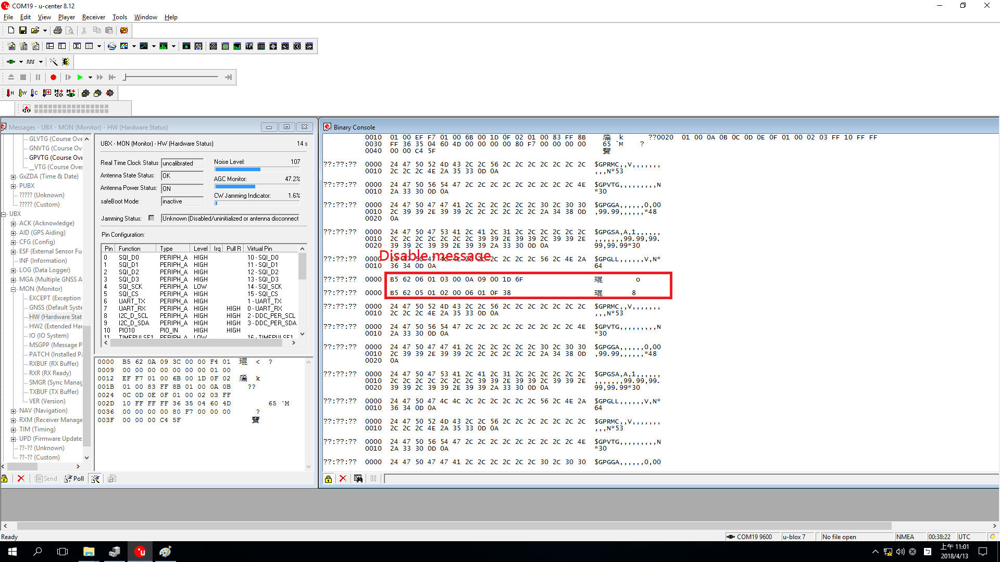 COM19 - u-center 8.12
File Edit View Player Receiver Tools Window Help
Messages - UBX - MON (Monitor) - HW (Hardware Status)
GLVTG (Course Ove
GNVTG (Course Ove
GPVTG (Course Ove
__VTG (Course Over
GxZDA (Time & Date)
PUBX
????? (Unknown)
????? (Custom)
UBX
ACK (Acknowledge)
AID (GPS Aiding)
CFG (Config)
ESF (External Sensor Fu
INF (Information)
LOG (Data Logger)
MGA (Multiple GNSS A
MON (Monitor)
EXCEPT (Exception
GNSS (Default Syste
HW (Hardware Stat
HW2 (Extended Har
IO (IO System)
MSGPP (Message P
PATCH (Installed Pa
RXBUF (RX Buffer)
RXR (RX Ready)
SMGR (Sync Manag
TXBUF (TX Buffer)
VER (Version)
NAV (Navigation)
RXM (Receiver Manage
TIM (Timing)
UPD (Firmware Update
??-?? (Unknown)
??-?? (Custom)
Send Poll
UBX - MON (Monitor) - HW (Hardware Status) 14 s
Real Time Clock Status uncalibrated
Antenna State Status: OK
Antenna Power Status: ON
safeBoot Mode: inactive
Noise Level: 107
AGC Monitor: 47.2%
CW Jamming Indicator: 1.6%
Jamming Status: Unknown (Disabled/uninitialized or antenna disconnect
Pin Configuration:
Pin Function Type Level Irq Pull R Virtual Pin
0 SQI_D0 PERIPH_A HIGH 10 - SQI_D0
1 SQI_D1 PERIPH_A HIGH 11 - SQI_D1
2 SQI_D2 PERIPH_A HIGH 12 - SQI_D2
3 SQI_D3 PERIPH_A HIGH 13 - SQI_D3
4 SQI_SCK PERIPH_A LOW 14 - SQI_SCK
5 SQI_CS PERIPH_A HIGH 15 - SQI_CS
6 UART_TX PERIPH_A HIGH 1 - UART_TX
7 UART_RX PERIPH_A HIGH HIGH 0 - UART_RX
8 I2C_D_SCL PERIPH_A HIGH HIGH 2 - DDC_PER_SCL
9 I2C_D_SDA PERIPH_A HIGH HIGH 3 - DDC_PER_SDA
10 PIO10 PIO_IN HIGH HIGH
11 TIMEPULSE1 PERIPH_A LOW 16 - TIMEPULSE1
0000 B5 62 0A 09 3C 00 00 F4 01 琨 < ?
0009 00 00 00 00 00 00 00 01 00
0012 EF F7 01 00 6B 00 1D 0F 02 k
001B 01 00 83 FF 8B 01 00 0A 0B ??
0024 0C 0D 0E 0F 01 00 02 03 FF
002D 10 FF FF FF 36 35 04 60 4D 65 `M
0036 00 00 00 00 80 F7 00 00 00 ?
003F 00 00 00 C4 5F
Binary Console
0010 01 00 EF F7 01 00 6B 00 1D 0F 02 01 00 83 FF 8B k ??0020 01 00 0A 0B 0C 0D 0E 0F 01 00 02 03 FF 10 FF FF
0030 FF 36 35 04 60 4D 00 00 00 00 80 F7 00 00 00 00 65 `M ?
0040 00 00 C4 5F
??:??:?? 0000 24 47 50 52 4D 43 2C 2C 56 2C 2C 2C 2C 2C 2C 2C $GPRMC,,V,,,,,,,
0010 2C 2C 2C 4E 2A 35 33 0D 0A ,,,N*53
??:??:?? 0000 24 47 50 56 54 47 2C 2C 2C 2C 2C 2C 2C 2C 2C 4E $GPVTG,,,,,,,,,N
0010 2A 33 30 0D 0A *30
??:??:?? 0000 24 47 50 47 47 41 2C 2C 2C 2C 2C 2C 30 2C 30 30 $GPGGA,,,,,,0,00
0010 2C 39 39 2E 39 39 2C 2C 2C 2C 2C 2C 2A 34 38 0D ,99.99,,,,,,*48
0020 0A
??:??:?? 0000 24 47 50 47 53 41 2C 41 2C 31 2C 2C 2C 2C 2C 2C $GPGSA,A,1,,,,,,
0010 2C 2C 2C 2C 2C 2C 2C 39 39 2E 39 39 2C 39 39 2E ,,,,,,,99.99,99.
0020 39 39 2C 39 39 2E 39 39 2A 33 30 0D 0A 99,99.99*30
Disable message
??:??:?? 0000 24 47 50 47 4C 4C 2C 2C 2C 2C 2C 2C 56 2C 4E 2A $GPGLL,,,,,,V,N*
0010 36 34 0D 0A 64
??:??:?? 0000 B5 62 06 01 03 00 0A 09 00 1D 6F 琨 o
??:??:?? 0000 B5 62 05 01 02 00 06 01 0F 38 琨 8
??:??:?? 0000 24 47 50 52 4D 43 2C 2C 56 2C 2C 2C 2C 2C 2C 2C $GPRMC,,V,,,,,,,
0010 2C 2C 2C 4E 2A 35 33 0D 0A ,,,N*53
??:??:?? 0000 24 47 50 56 54 47 2C 2C 2C 2C 2C 2C 2C 2C 2C 4E $GPVTG,,,,,,,,,N
0010 2A 33 30 0D 0A *30
??:??:?? 0000 24 47 50 47 47 41 2C 2C 2C 2C 2C 2C 30 2C 30 30 $GPGGA,,,,,,0,00
0010 2C 39 39 2E 39 39 2C 2C 2C 2C 2C 2C 2A 34 38 0D ,99.99,,,,,,*48
0020 0A
??:??:?? 0000 24 47 50 47 53 41 2C 41 2C 31 2C 2C 2C 2C 2C 2C $GPGSA,A,1,,,,,,
0010 2C 2C 2C 2C 2C 2C 2C 39 39 2E 39 39 2C 39 39 2E ,,,,,,,99.99,99.
0020 39 39 2C 39 39 2E 39 39 2A 33 30 0D 0A 99,99.99*30
??:??:?? 0000 24 47 50 47 4C 4C 2C 2C 2C 2C 2C 2C 56 2C 4E 2A $GPGLL,,,,,,V,N*
0010 36 34 0D 0A 64
??:??:?? 0000 24 47 50 52 4D 43 2C 2C 56 2C 2C 2C 2C 2C 2C 2C $GPRMC,,V,,,,,,,
0010 2C 2C 2C 4E 2A 35 33 0D 0A ,,,N*53
??:??:?? 0000 24 47 50 56 54 47 2C 2C 2C 2C 2C 2C 2C 2C 2C 4E $GPVTG,,,,,,,,,N
0010 2A 33 30 0D 0A *30
??:??:?? 0000 24 47 50 47 47 41 2C 2C 2C 2C 2C 2C 30 2C 30 30 $GPGGA,,,,,,0,00
Ready COM19 9600 u-blox 7 No file open NMEA 00:38:22 UTC
上午 11:01
2018/4/13